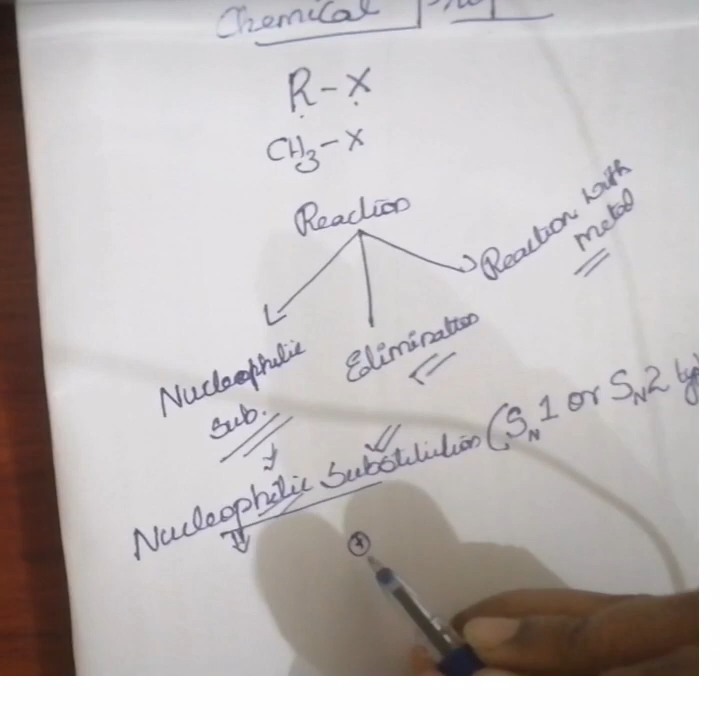 Chemical
R-X
CH3-X
Reaction
Reaction with
metal
Nucleophilic
Sub.
Elimination
Nucleophilic Substitution (SN1 or SN2
+